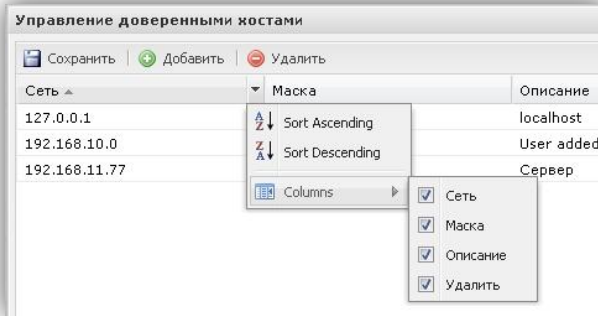 Управление доверенными хостами
Сохранить Добавить Удалить
Сеть Маска Описание
127.0.0.1 localhost
192.168.10.0 User added
192.168.11.77 Сервер
Sort Ascending
Sort Descending
Columns
Сеть
Маска
Описание
Удалить